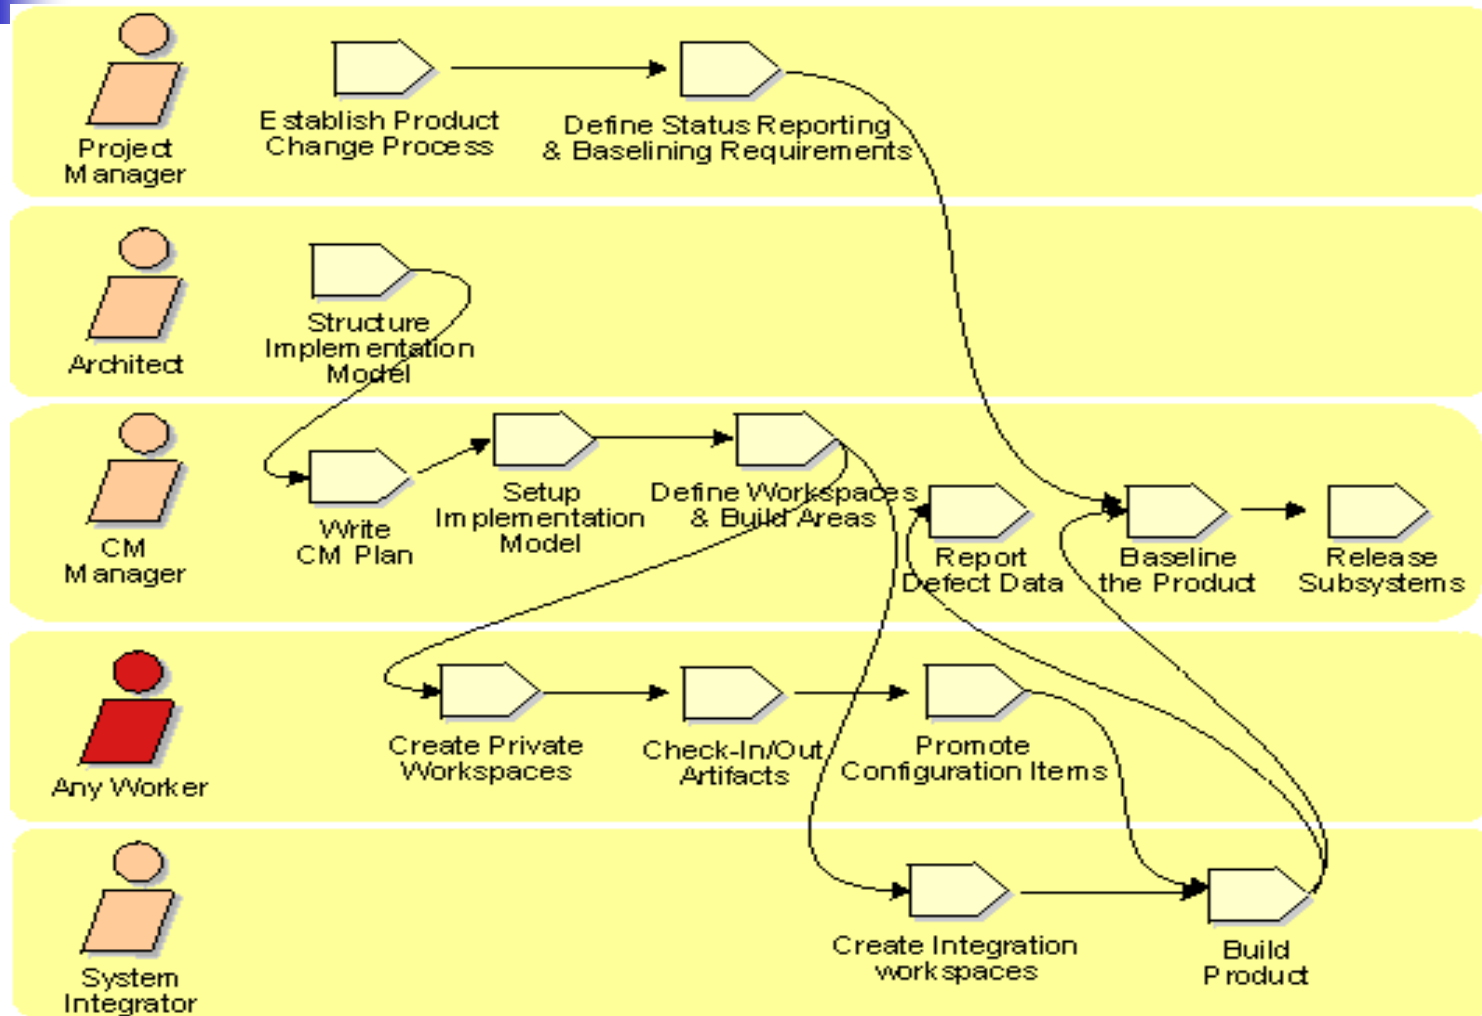 Project
Manager
Establish Product
Change Process
Define Status Reporting
& Baselining Requirements
Architect
Structure
Implementation
Model
CM
Manager
Write
CM Plan
Setup
Implementation
Model
Define Workspaces
& Build Areas
Report
Defect Data
Baseline
the Product
Release
Subsystems
Any Worker
Create Private
Workspaces
Check-In/Out
Artifacts
Promote
Configuration Items
System
Integrator
Create Integration
workspaces
Build
Product